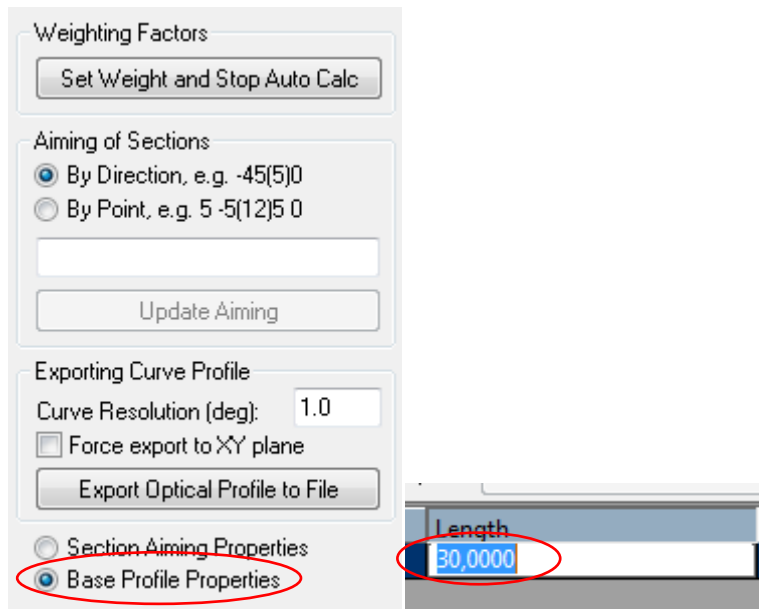 Weighting Factors
Set Weight and Stop Auto Calc
Aiming of Sections
By Direction, e.g. -45(5)0
By Point, e.g. 5 -5(12)5 0
Update Aiming
Exporting Curve Profile
Curve Resolution (deg): 1.0
Force export to XY plane
Export Optical Profile to File
Section Aiming Properties
Base Profile Properties
Length
30,0000